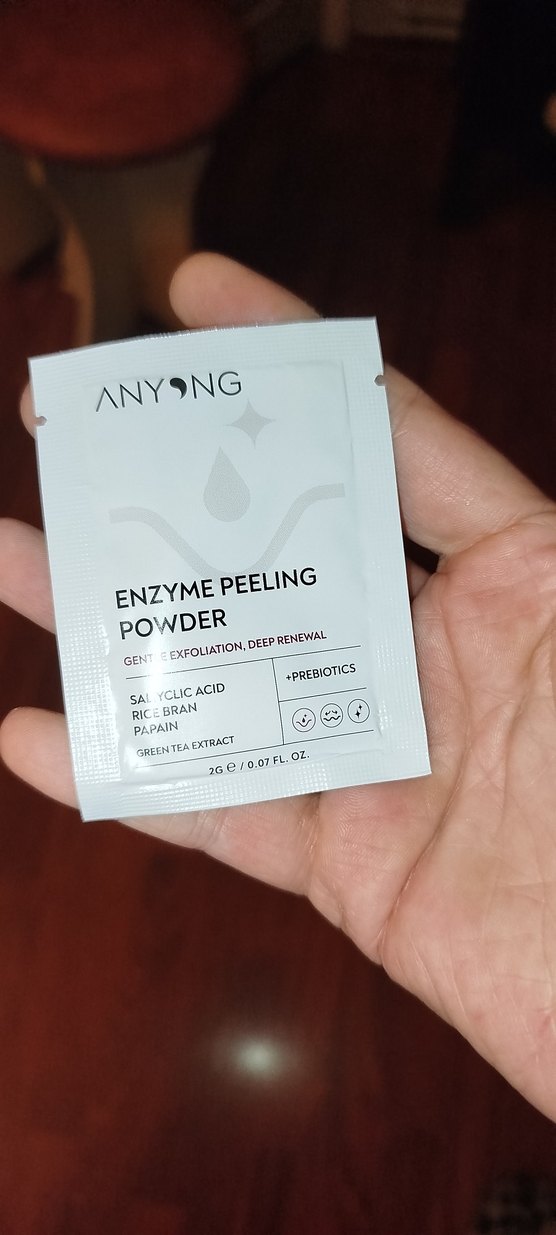 ANYONG
ENZYME PEELING
POWDER
GENTLE EXFOLIATION, DEEP RENEWAL
SALYCLIC ACID
RICE BRAN
PAPAIN
GREEN TEA EXTRACT
+PREBIOTICS
2G ℮ / 0.07 FL. OZ.